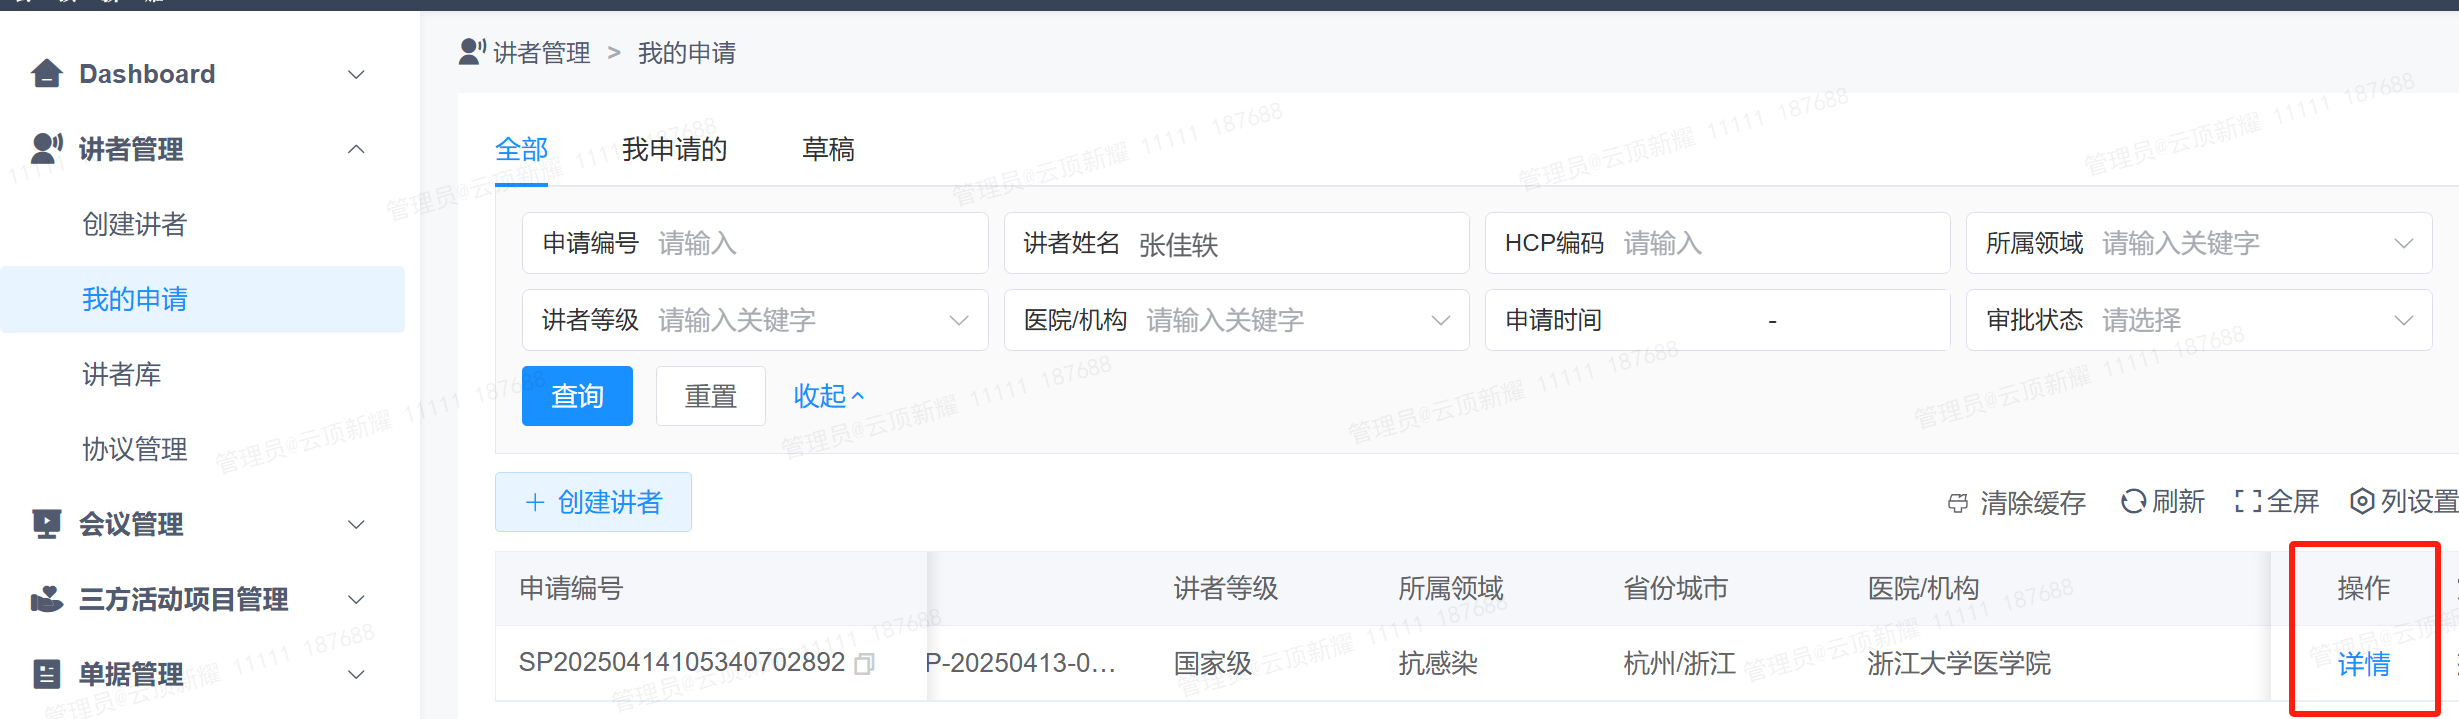 讲者管理 > 我的申请
Dashboard
讲者管理
创建讲者
我的申请
讲者库
协议管理
会议管理
三方活动项目管理
单据管理
全部 我申请的 草稿
申请编号 请输入 讲者姓名 张佳轶 HCP编码 请输入 所属领域 请输入关键字
讲者等级 请输入关键字 医院/机构 请输入关键字 申请时间 - 审批状态 请选择
查询 重置 收起
+ 创建讲者 清除缓存 刷新 全屏 列设置
申请编号 讲者等级 所属领域 省份城市 医院/机构 操作
SP20250414105340702892 P-20250413-0... 国家级 抗感染 杭州/浙江 浙江大学医学院 详情
管理员@云顶新耀 11111 187688